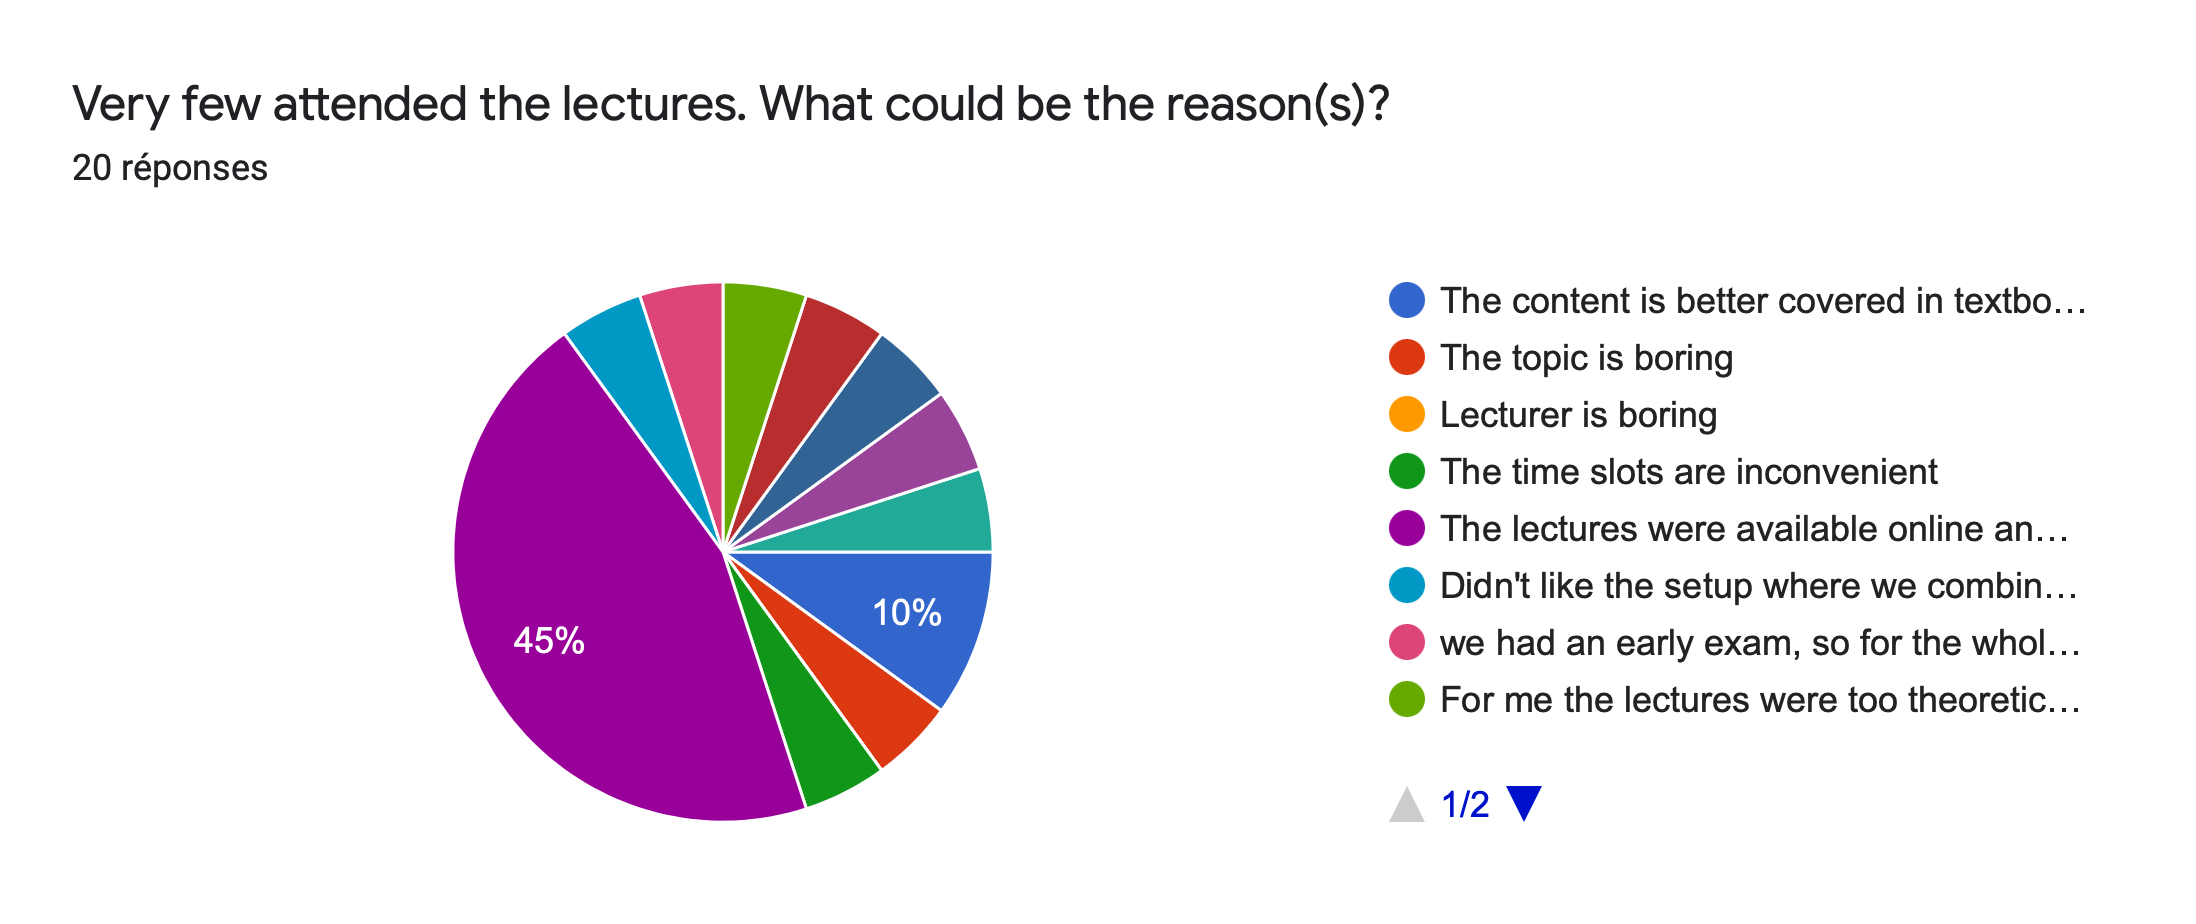 Very few attended the lectures. What could be the reason(s)?
20 réponses
45%
10%
The content is better covered in textbo…
The topic is boring
Lecturer is boring
The time slots are inconvenient
The lectures were available online an…
Didn't like the setup where we combin…
we had an early exam, so for the whol…
For me the lectures were too theoretic…
1/2